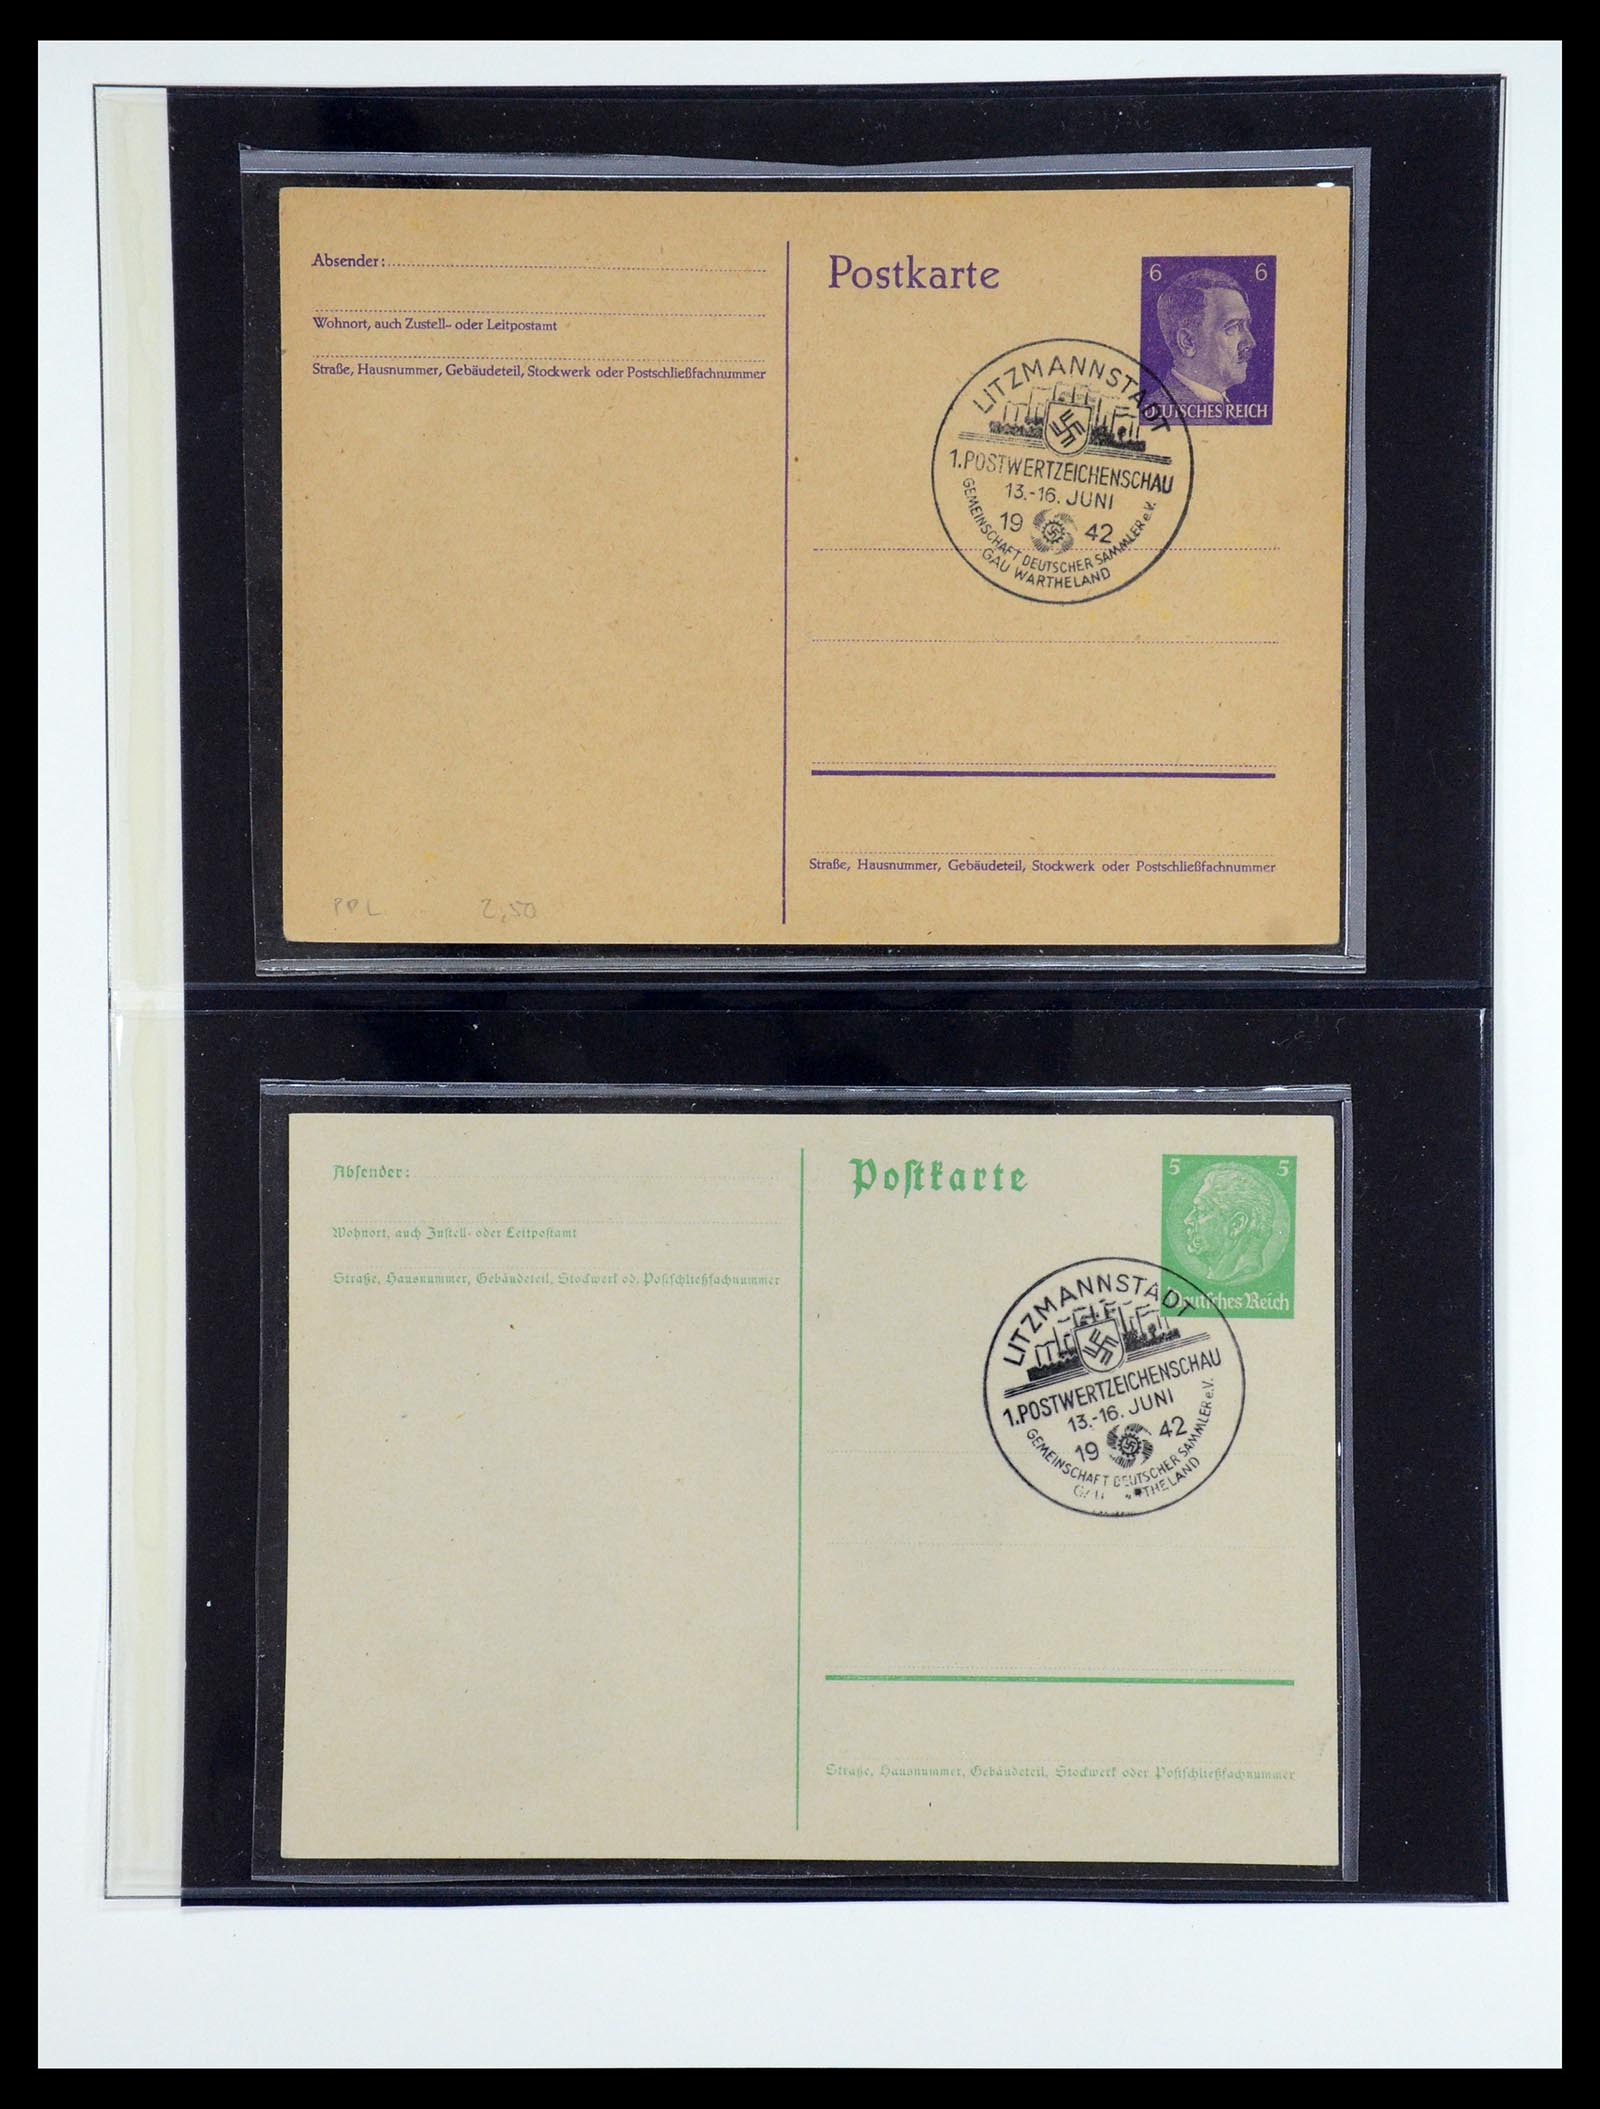 Absender:
Postkarte
6 6
DEUTSCHES REICH
Wohnort, auch Zustell- oder Leitpostamt
Straße, Hausnummer, Gebäudeteil, Stockwerk oder Postschließfachnummer
LITZMANNSTADT
1. POSTWERTZEICHENSCHAU
13.-16. JUNI
19 42
GEMEINSCHAFT DEUTSCHER SAMMLER e.V.
GAU WARTHELAND
Straße, Hausnummer, Gebäudeteil, Stockwerk oder Postschließfachnummer
PPL 2,50
Absender:
Postkarte
5 5
Deutsches Reich
Wohnort, auch Zustell- oder Leitpostamt
Straße, Hausnummer, Gebäudeteil, Stockwerk od. Postschließfachnummer
LITZMANNSTADT
1. POSTWERTZEICHENSCHAU
13.-16. JUNI
19 42
GEMEINSCHAFT DEUTSCHER SAMMLER e.V.
Straße, Hausnummer, Gebäudeteil, Stockwerk oder Postschließfachnummer